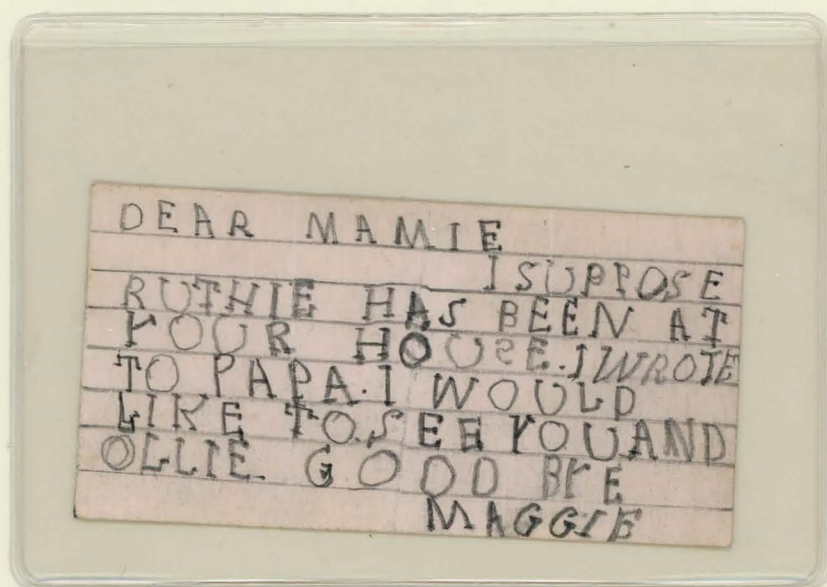 DEAR MAMIE
I SUPPOSE
RUTHIE HAS BEEN AT
YOUR HOUSE. I WROTE
TO PAPA. I WOULD
LIKE TO. SEE YOU AND
OLLIE. GOOD BYE
MAGGIE